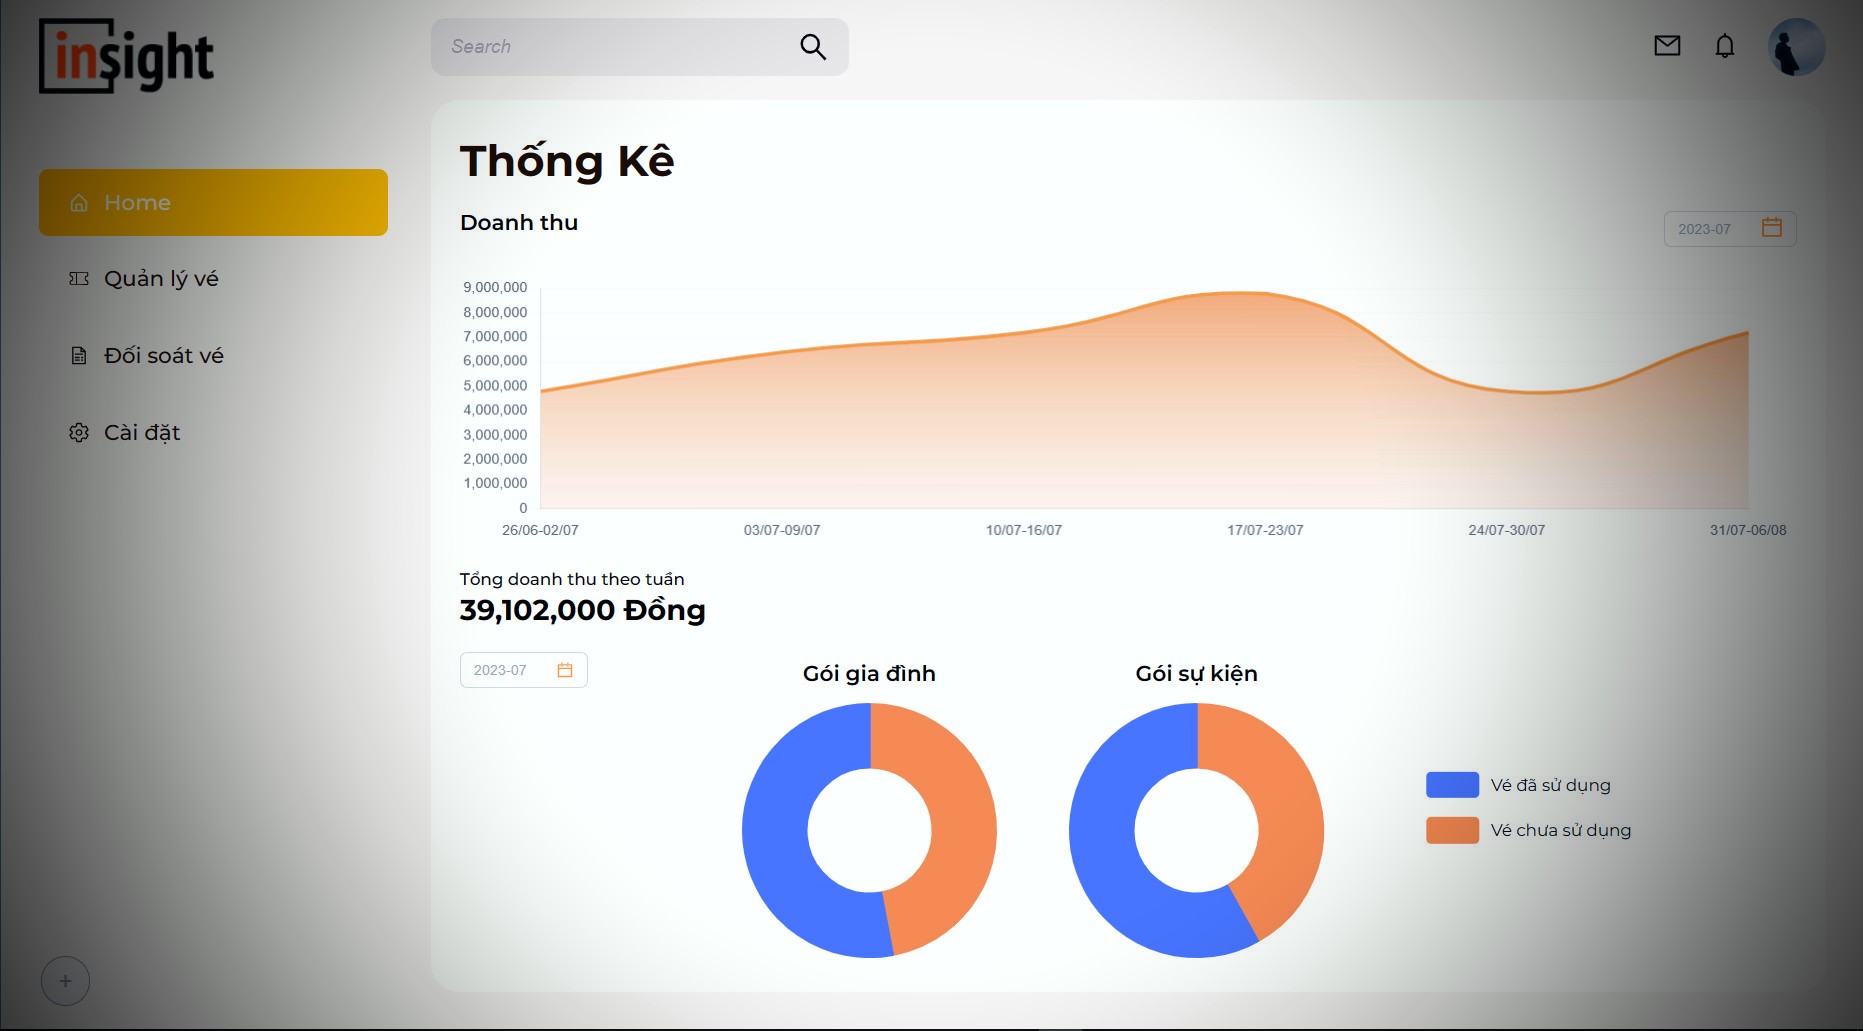 insight
Search
Home
Quản lý vé
Đối soát vé
Cài đặt
Thống Kê
Doanh thu
2023-07
9,000,000
8,000,000
7,000,000
6,000,000
5,000,000
4,000,000
3,000,000
2,000,000
1,000,000
0
26/06-02/07
03/07-09/07
10/07-16/07
17/07-23/07
24/07-30/07
31/07-06/08
Tổng doanh thu theo tuần
39,102,000 Đồng
2023-07
Gói gia đình
Gói sự kiện
Vé đã sử dụng
Vé chưa sử dụng
+